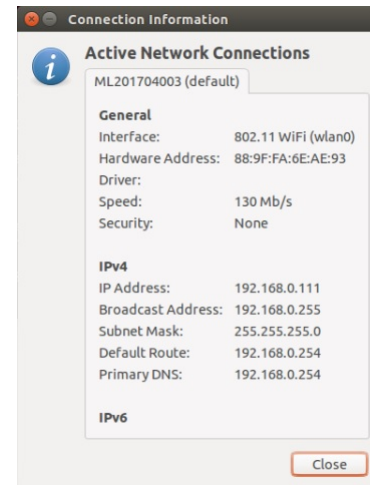 Connection Information
Active Network Connections
ML201704003 (default)
General
Interface: 802.11 WiFi (wlan0)
Hardware Address: 88:9F:FA:6E:AE:93
Driver:
Speed: 130 Mb/s
Security: None
IPv4
IP Address: 192.168.0.111
Broadcast Address: 192.168.0.255
Subnet Mask: 255.255.255.0
Default Route: 192.168.0.254
Primary DNS: 192.168.0.254
IPv6
Close